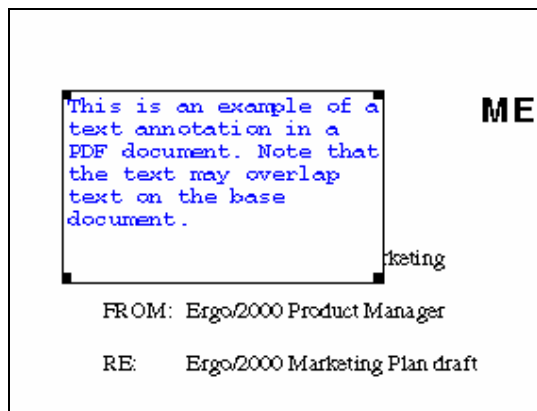 This is an example of a
text annotation in a
PDF document. Note that
the text may overlap
text on the base
document.
ME
rketing
FROM: Ergo/2000 Product Manager
RE: Ergo/2000 Marketing Plan draft